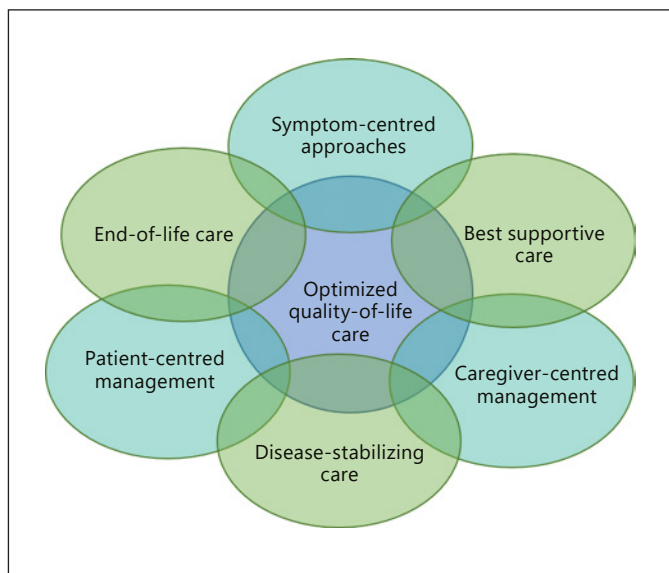 Symptom-centred
approaches
End-of-life care
Best supportive
care
Optimized
quality-of-life
care
Patient-centred
management
Caregiver-centred
management
Disease-stabilizing
care